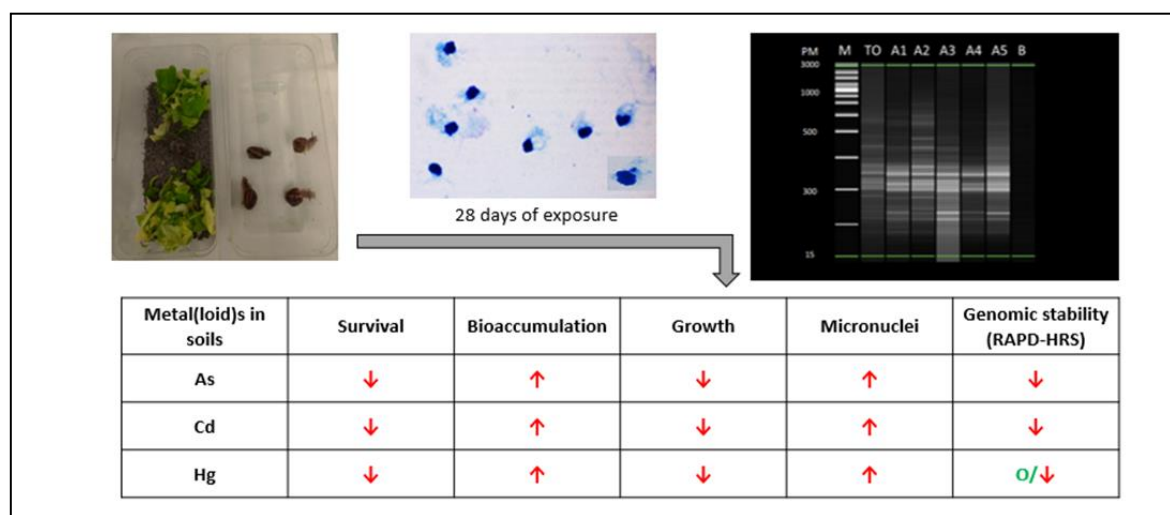 PM M TO A1 A2 A3 A4 A5 B
3000
1000
500
300
15
28 days of exposure
Metal(loid)s in
soils
Survival
Bioaccumulation
Growth
Micronuclei
Genomic stability
(RAPD-HRS)
As ↓ ↑ ↓ ↑ ↓
Cd ↓ ↑ ↓ ↑ ↓
Hg ↓ ↑ ↓ ↑ O/↓